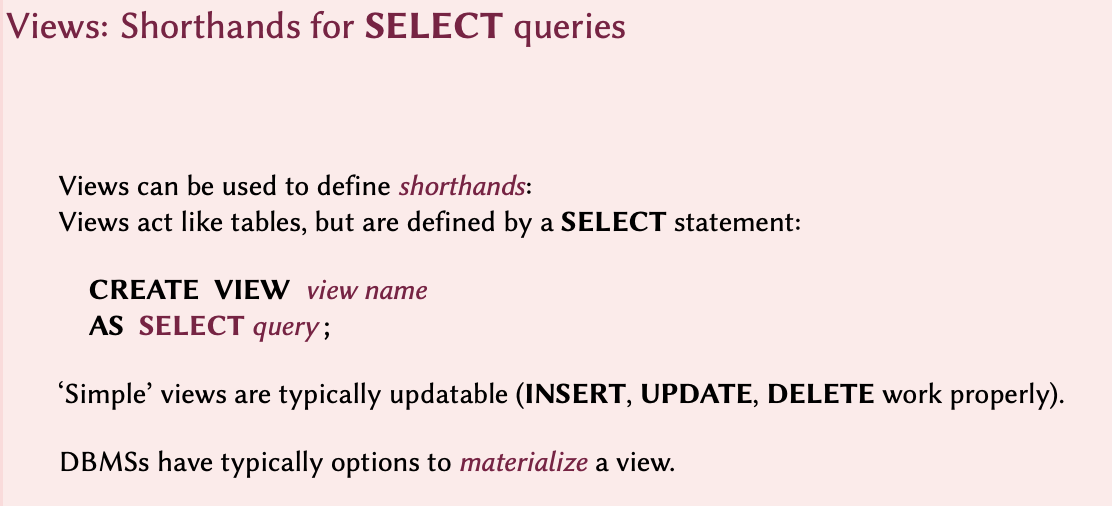 Views: Shorthands for SELECT queries
Views can be used to define shorthands:
Views act like tables, but are defined by a SELECT statement:
CREATE VIEW view name
AS SELECT query;
‘Simple’ views are typically updatable (INSERT, UPDATE, DELETE work properly).
DBMSs have typically options to materialize a view.